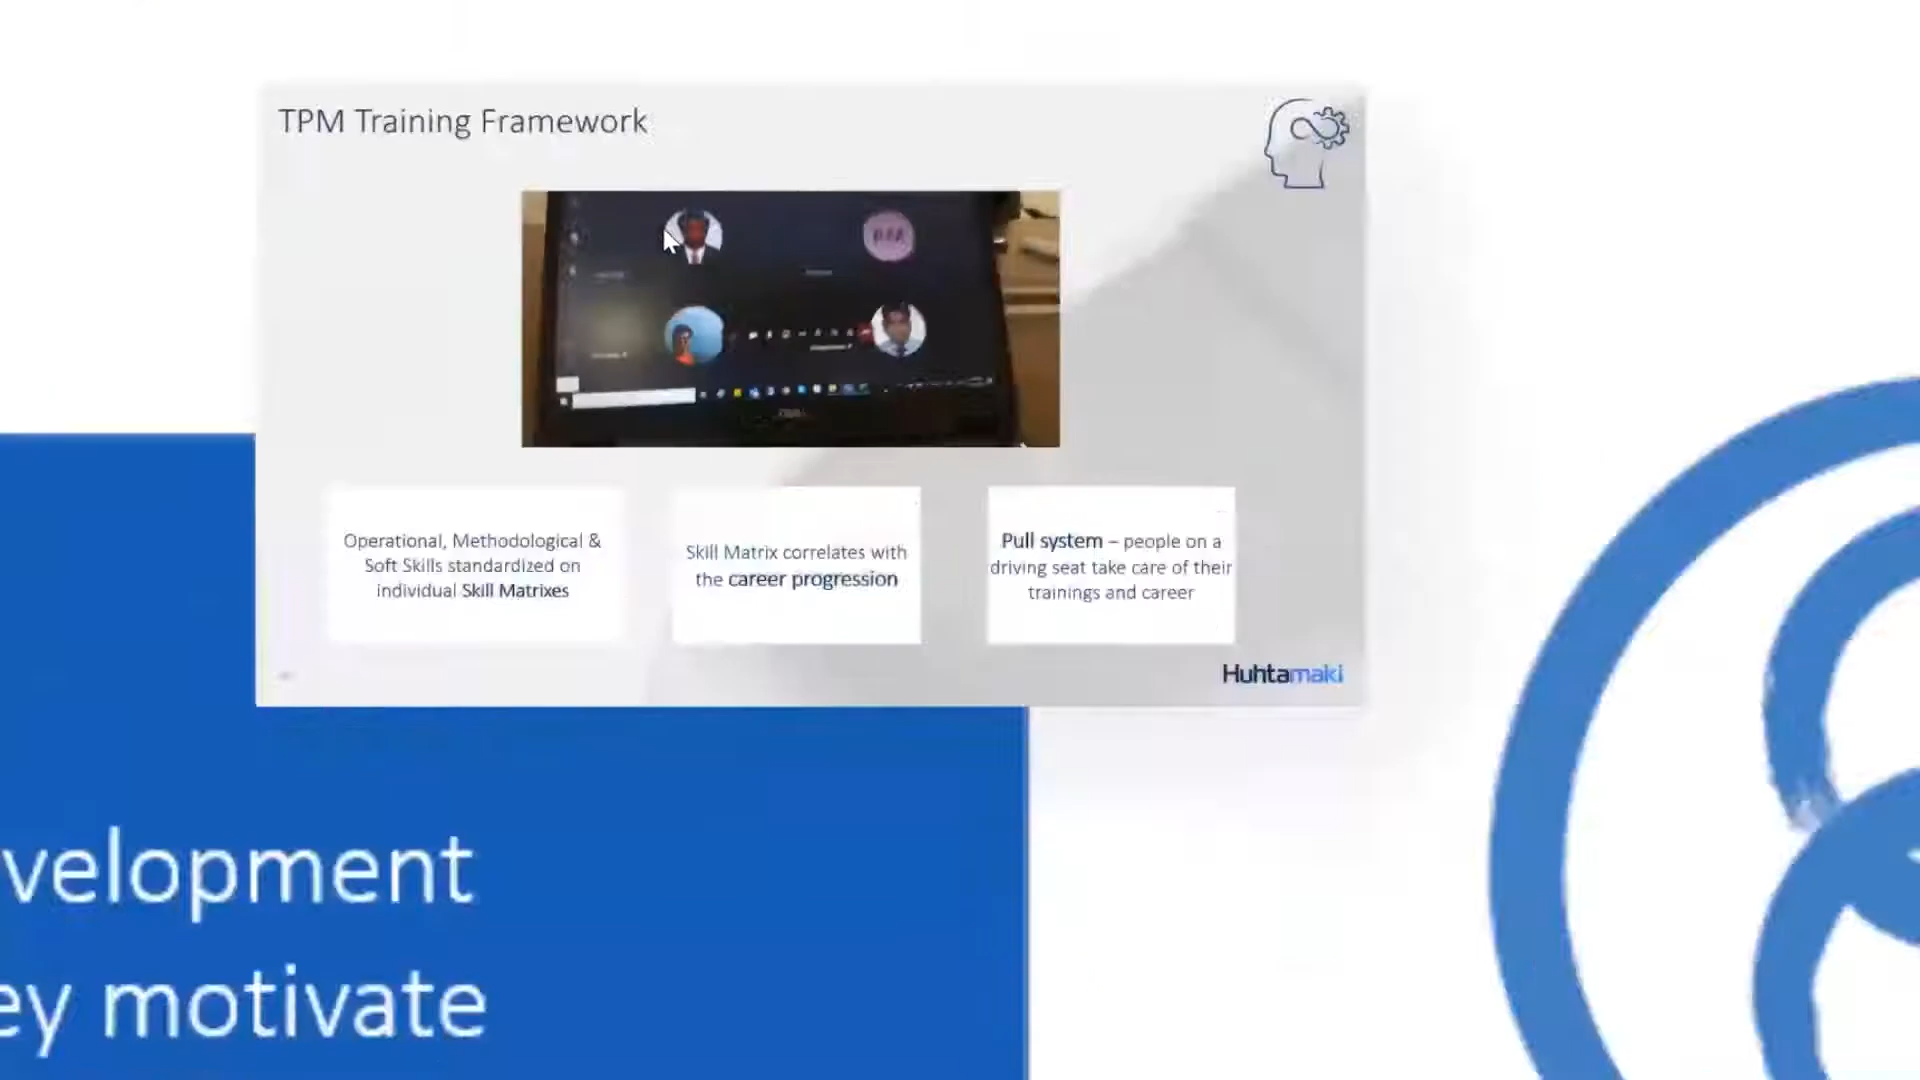 TPM Training Framework
Operational, Methodological &
Soft Skills standardized on
individual Skill Matrixes
Skill Matrix correlates with
the career progression
Pull system – people on a
driving seat take care of their
trainings and career
Huhtamaki
velopment
ey motivate